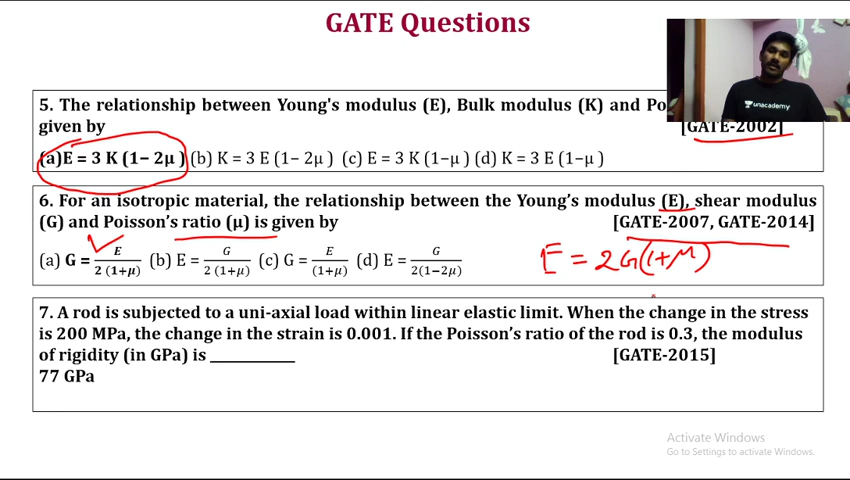 GATE Questions
unacademy
5. The relationship between Young's modulus (E), Bulk modulus (K) and Po
given by [GATE-2002]
(a)E = 3 K (1− 2μ ) (b) K = 3 E (1− 2μ ) (c) E = 3 K (1−μ ) (d) K = 3 E (1−μ )
6. For an isotropic material, the relationship between the Young's modulus (E), shear modulus
(G) and Poisson's ratio (μ) is given by [GATE-2007, GATE-2014]
(a) G = E/2 (1+μ) (b) E = G/2 (1+μ) (c) G = E/(1+μ) (d) E = G/2(1−2μ)
E = 2G(1+μ)
7. A rod is subjected to a uni-axial load within linear elastic limit. When the change in the stress
is 200 MPa, the change in the strain is 0.001. If the Poisson's ratio of the rod is 0.3, the modulus
of rigidity (in GPa) is ____________ [GATE-2015]
77 GPa
Activate Windows
Go to Settings to activate Windows.